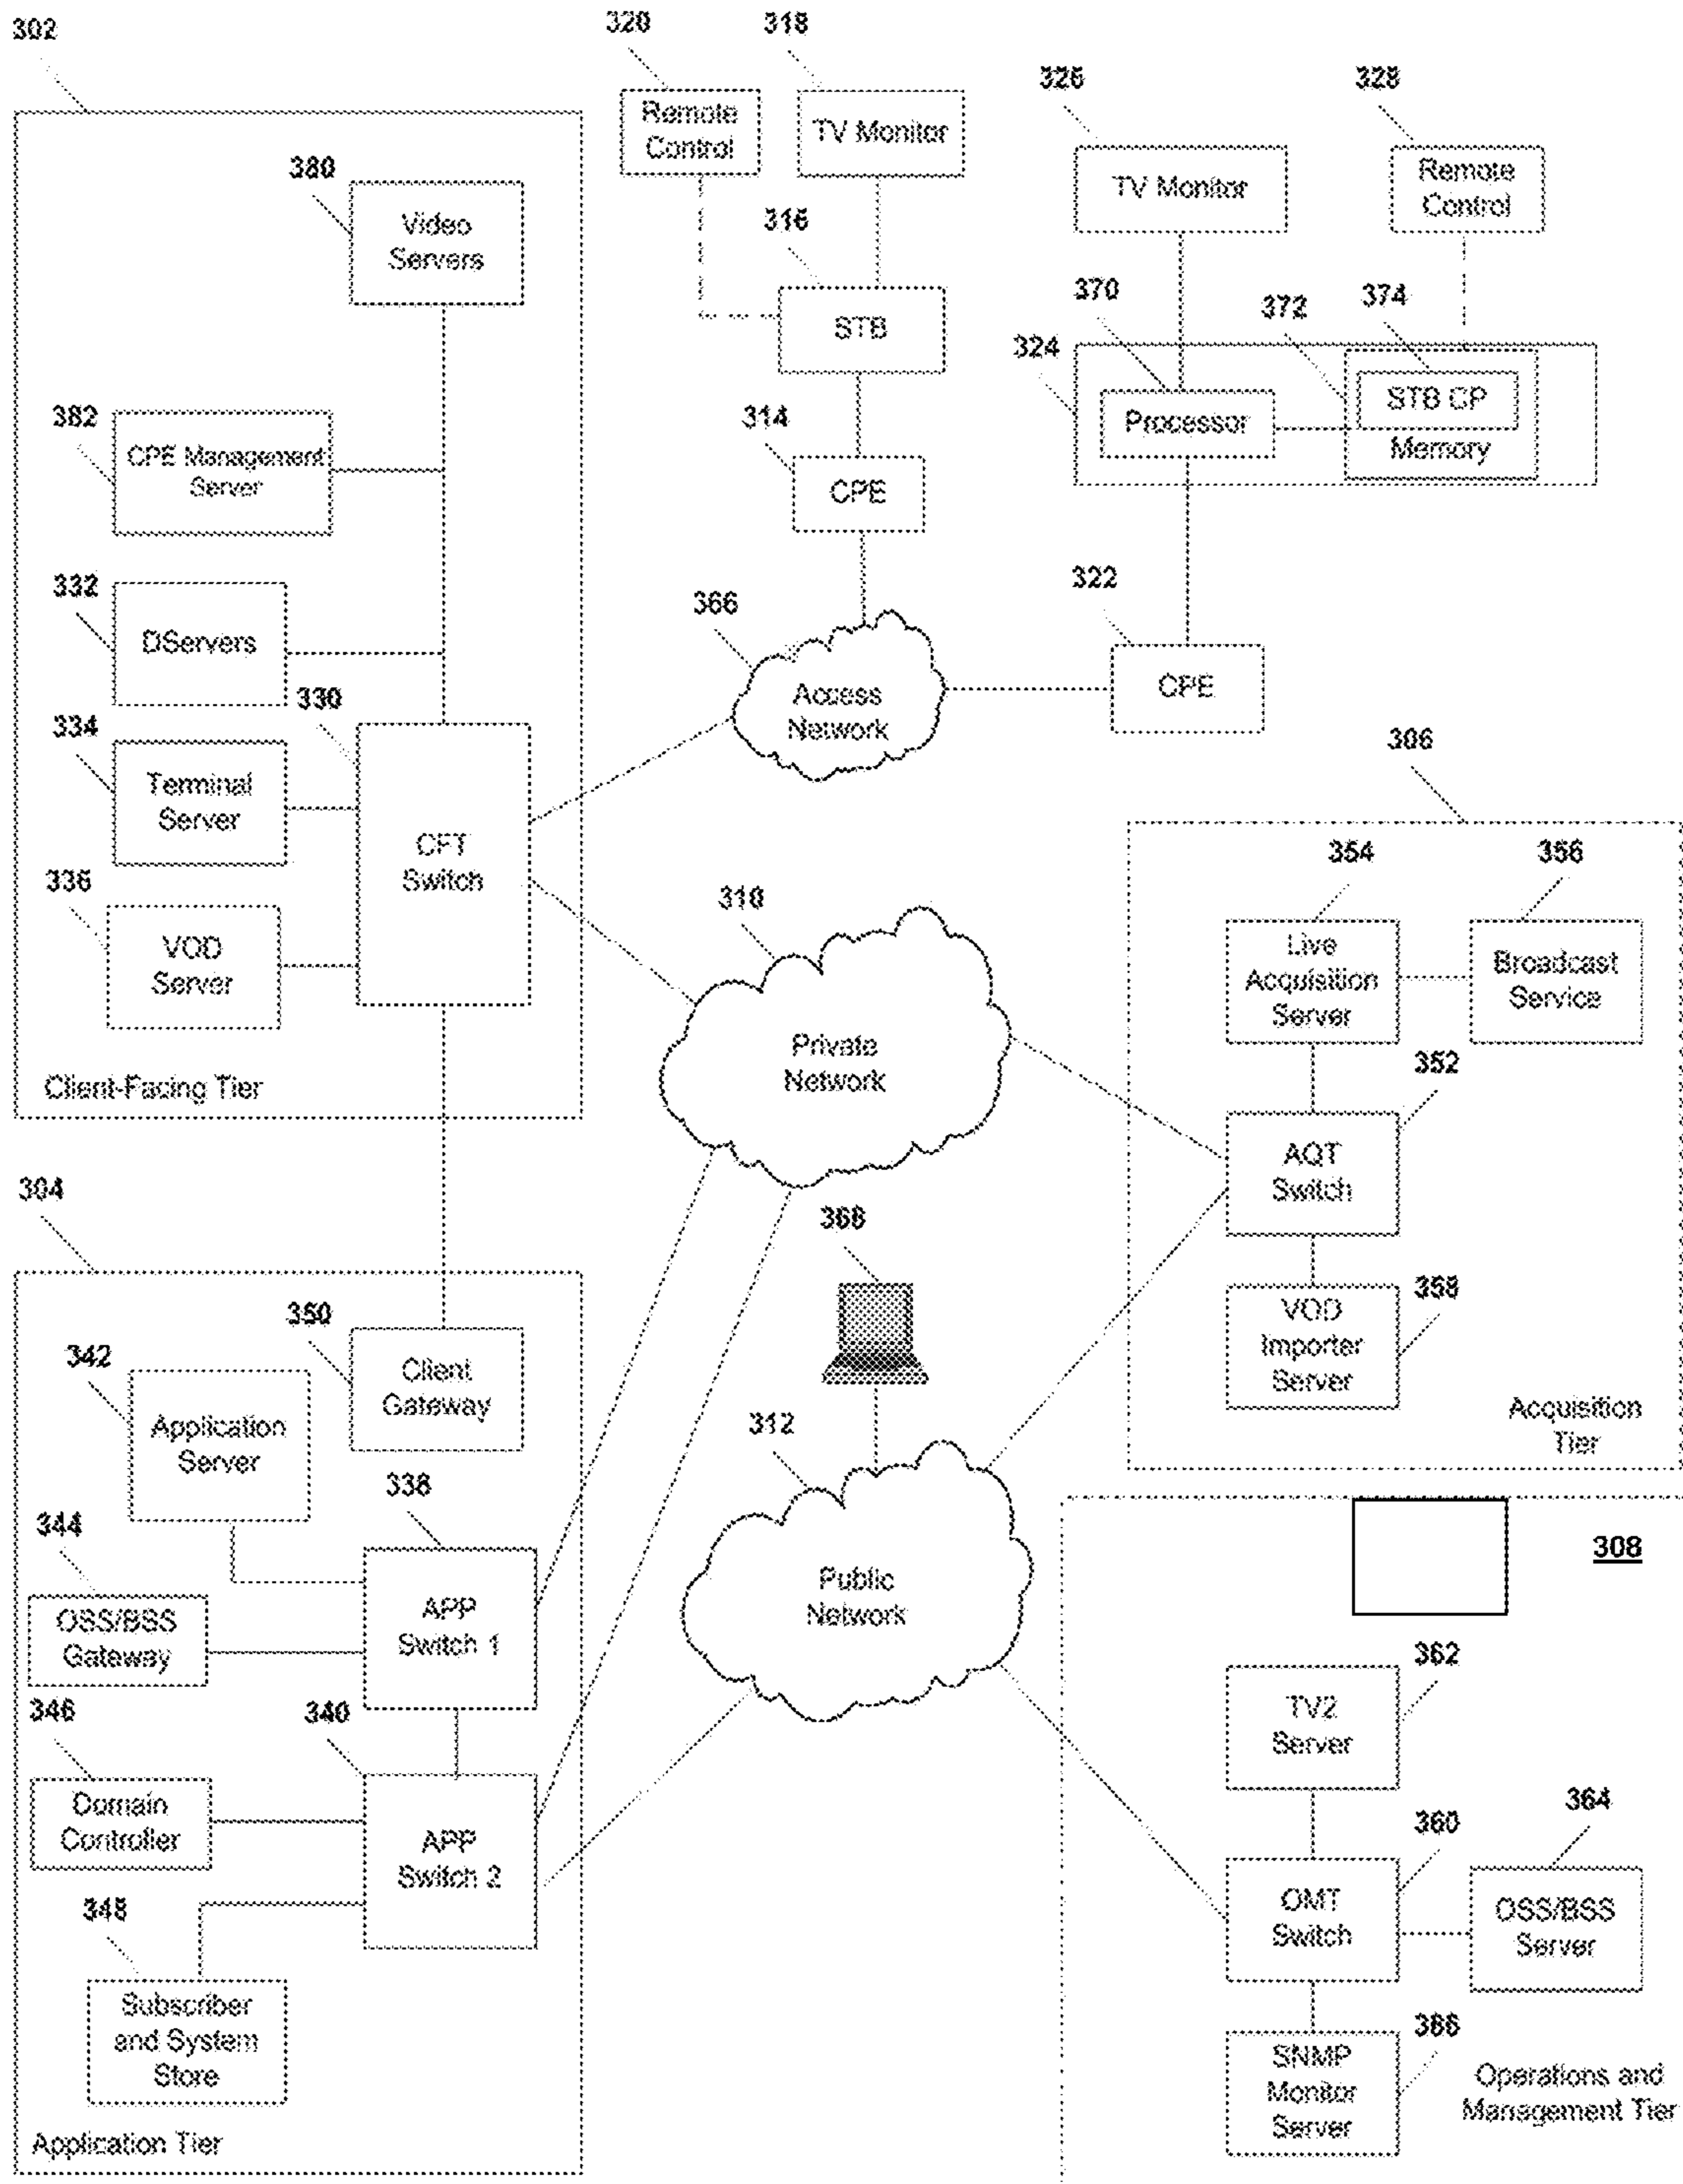 302
320
318
326
328
Remote
Control
TV Monitor
TV Monitor
Remote
Control
380
Video
Servers
316
STB
370
372
374
324
Processor
STB CP
Memory
382
CPE Management
Server
314
CPE
332
DServers
366
Access
Network
322
CPE
330
334
Terminal
Server
CFT
Switch
306
336
VOD
Server
310
Private
Network
354
356
Live
Acquisition
Server
Broadcast
Service
352
Client-Facing Tier
AQT
Switch
304
368
358
VOD
Importer
Server
Acquisition
Tier
350
Client
Gateway
342
Application
Server
312
Public
Network
338
344
OSS/BSS
Gateway
APP
Switch 1
308
362
TV2
Server
346
340
Domain
Controller
APP
Switch 2
364
360
OMT
Switch
OSS/BSS
Server
348
Subscriber
and System
Store
386
SNMP
Monitor
Server
Operations and
Management Tier
Application Tier